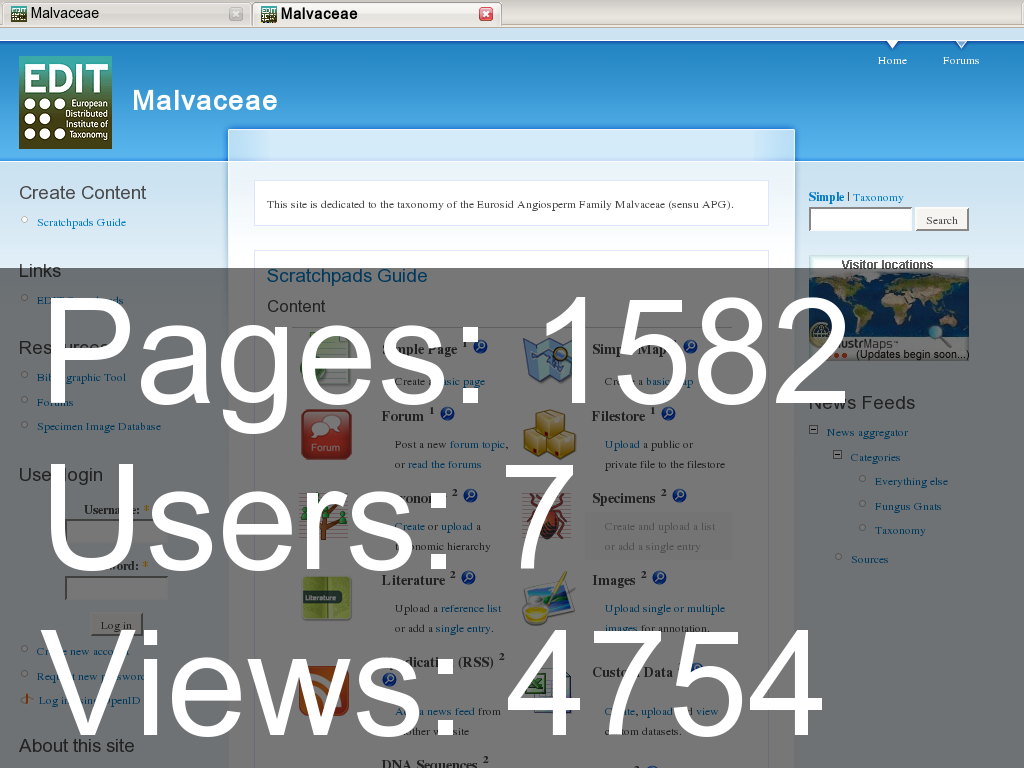 Malvaceae
Malvaceae
Home
Forums
EDIT
European
Distributed
Institute of
Taxonomy
Malvaceae
Create Content
Scratchpads Guide
Links
Resources
Bibliographic Tool
Forums
Specimen Image Database
User login
Username: *
Log in
Create new account
Request new password
Log in using OpenID
About this site
This site is dedicated to the taxonomy of the Eurosid Angiosperm Family Malvaceae (sensu APG).
Scratchpads Guide
Content
Simple Page 1
Create a basic page
Simple Map
Create a basic map
Forum 1
Forum
Post a new forum topic,
or read the forums
Filestore 1
Upload a public or
private file to the filestore
Taxonomy 2
Create or upload a
taxonomic hierarchy
Specimens 2
Create and upload a list
or add a single entry
Literature 2
Literature
Upload a reference list
or add a single entry.
Images 2
Upload single or multiple
images for annotation.
Syndication (RSS) 2
Add a news feed from
another website
Custom Data
Create, upload and view
custom datasets.
DNA Sequences 2
2
Simple | Taxonomy
Search
Visitor locations
ClustrMaps™
(Updates begin soon...)
News Feeds
News aggregator
Categories
Everything else
Fungus Gnats
Taxonomy
Sources
Pages: 1582
Users: 7
Views: 4754